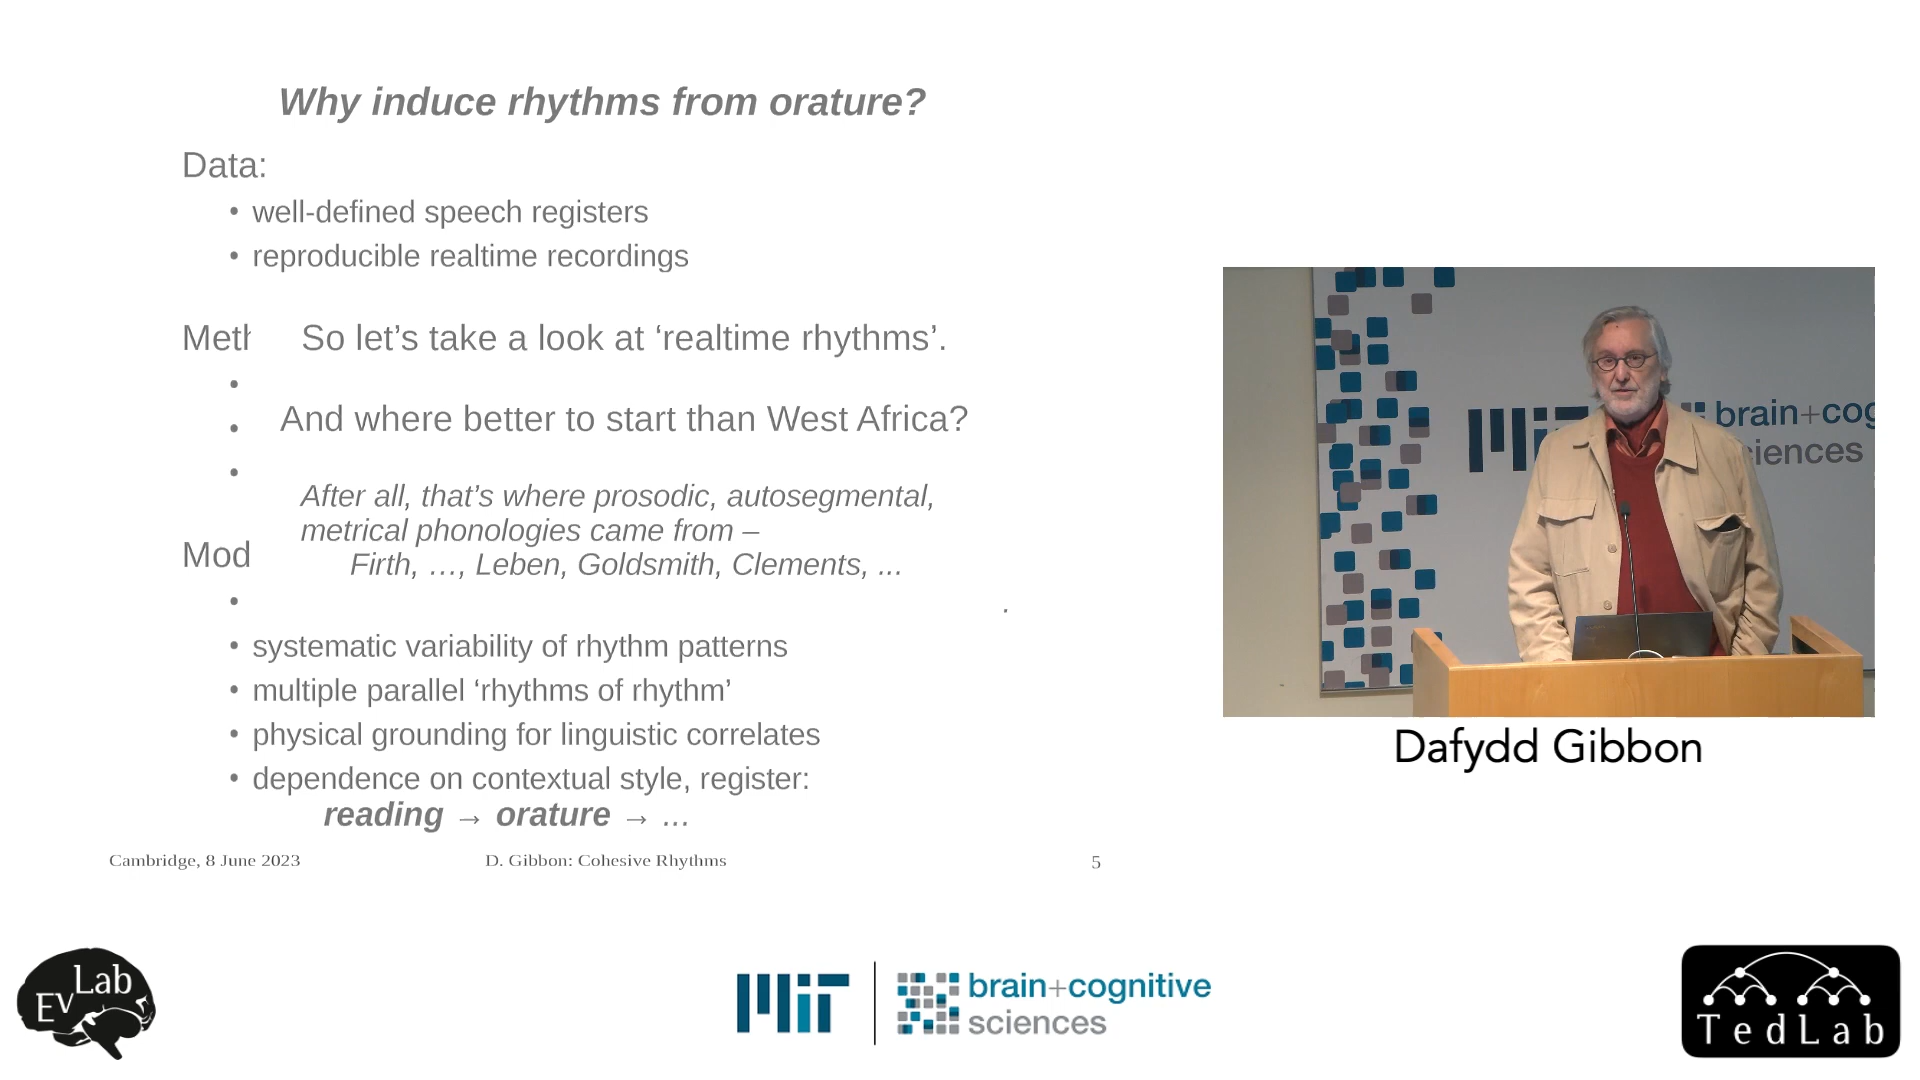 Why induce rhythms from orature?
Data:
• well-defined speech registers
• reproducible realtime recordings
So let’s take a look at ‘realtime rhythms’.
And where better to start than West Africa?
After all, that’s where prosodic, autosegmental,
metrical phonologies came from –
Firth, …, Leben, Goldsmith, Clements, ...
Mod
•
.
• systematic variability of rhythm patterns
• multiple parallel ‘rhythms of rhythm’
• physical grounding for linguistic correlates
• dependence on contextual style, register:
reading → orature → ...
Cambridge, 8 June 2023 D. Gibbon: Cohesive Rhythms 5
brain+cog
sciences
Dafydd Gibbon
EvLab
MIT
brain+cognitive
sciences
TedLab